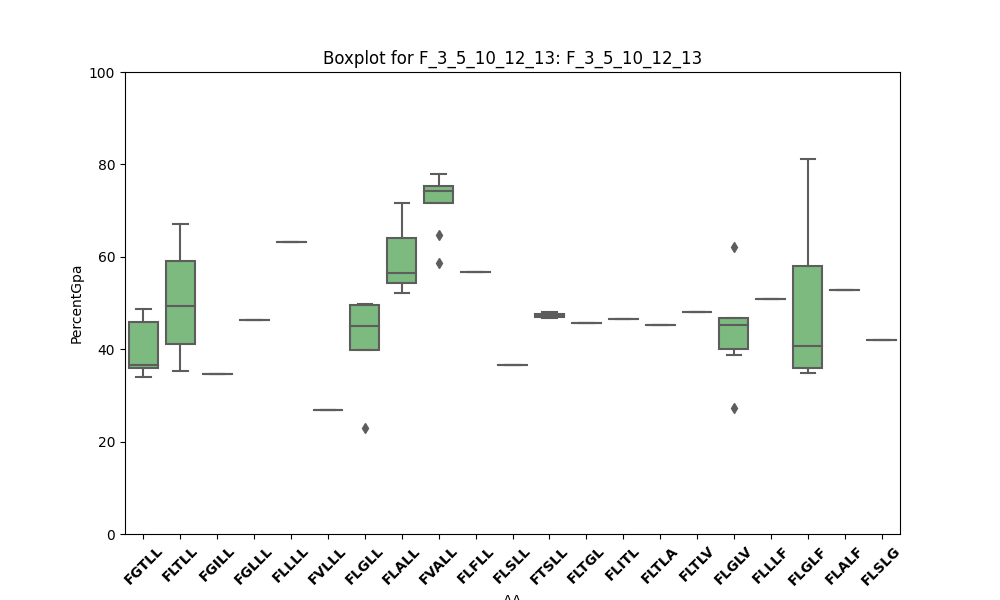 Boxplot for F_3_5_10_12_13: F_3_5_10_12_13
100
80
60
40
20
0
PercentGpa
FGTLL FLTLL FGILL FGLLL FLLLL FVLLL FLGLL FLALL FVALL FLFLL FLSLL FTSLL FLTGL FLITL FLTLA FLTLV FLGLV FLLLF FLGLF FLALF FLSLG
AA